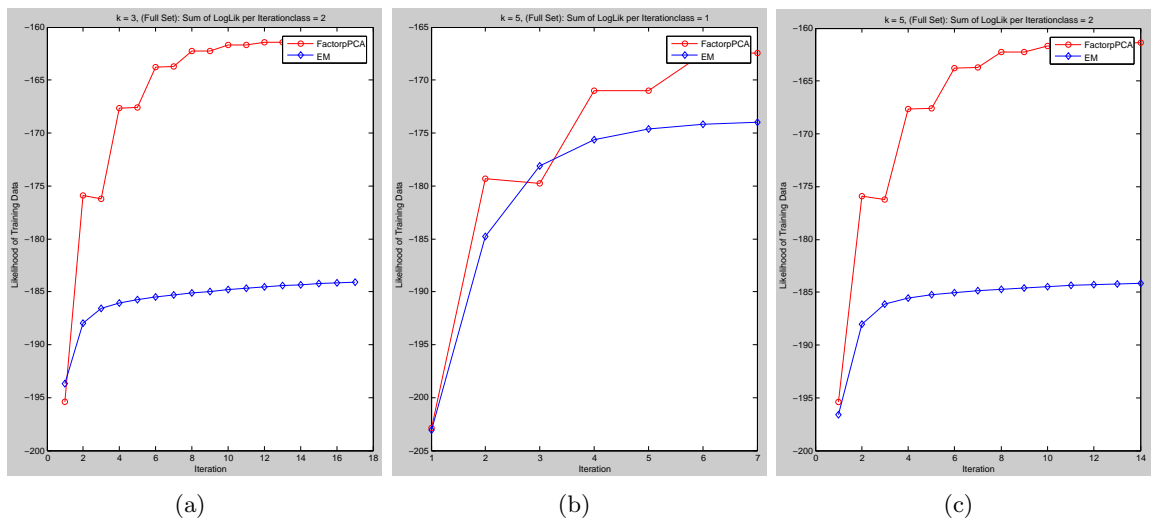 k = 3, (Full Set): Sum of LogLik per Iterationclass = 2
FactorpPCA
EM
Likelihood of Training Data
−160
−165
−170
−175
−180
−185
−190
−195
−200
0 2 4 6 8 10 12 14 16 18
Iteration
(a)
k = 5, (Full Set): Sum of LogLik per Iterationclass = 1
FactorpPCA
EM
Likelihood of Training Data
−165
−170
−175
−180
−185
−190
−195
−200
−205
1 2 3 4 5 6 7
Iteration
(b)
k = 5, (Full Set): Sum of LogLik per Iterationclass = 2
FactorpPCA
EM
Likelihood of Training Data
−160
−165
−170
−175
−180
−185
−190
−195
−200
0 2 4 6 8 10 12 14
Iteration
(c)